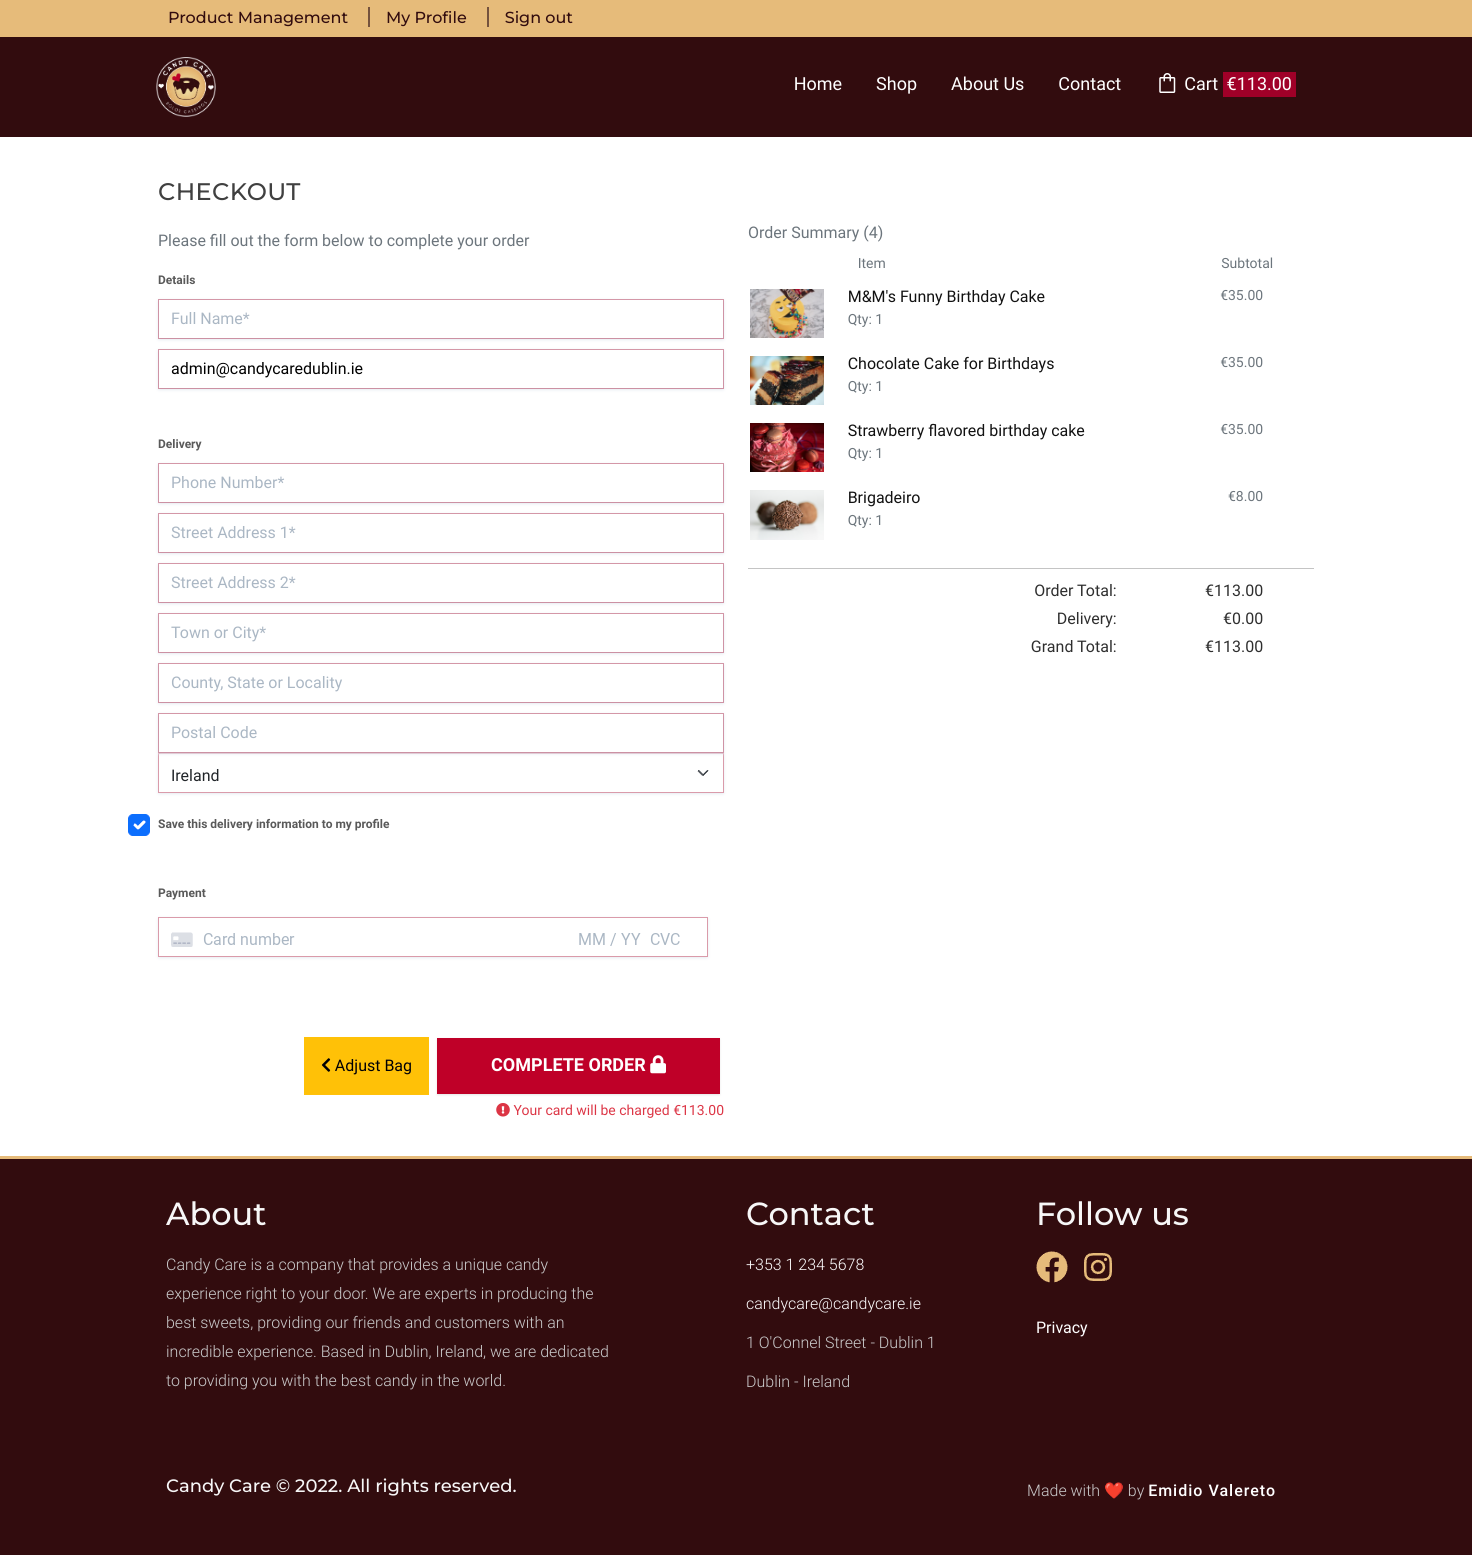 Product Management
My Profile
Sign out
CANDY CARE
Home
Shop
About Us
Contact
Cart €113.00
CHECKOUT
Please fill out the form below to complete your order
Details
Full Name*
admin@candycaredublin.ie
Delivery
Phone Number*
Street Address 1*
Street Address 2*
Town or City*
County, State or Locality
Postal Code
Ireland
Save this delivery information to my profile
Payment
Card number MM / YY CVC
Adjust Bag
COMPLETE ORDER
Your card will be charged €113.00
Order Summary (4)
Item Subtotal
M&M's Funny Birthday Cake €35.00
Qty: 1
Chocolate Cake for Birthdays €35.00
Qty: 1
Strawberry flavored birthday cake €35.00
Qty: 1
Brigadeiro €8.00
Qty: 1
Order Total: €113.00
Delivery: €0.00
Grand Total: €113.00
About
Candy Care is a company that provides a unique candy
experience right to your door. We are experts in producing the
best sweets, providing our friends and customers with an
incredible experience. Based in Dublin, Ireland, we are dedicated
to providing you with the best candy in the world.
Contact
+353 1 234 5678
candycare@candycare.ie
1 O'Connel Street - Dublin 1
Dublin - Ireland
Follow us
Privacy
Candy Care © 2022. All rights reserved.
Made with ❤️ by Emidio Valereto